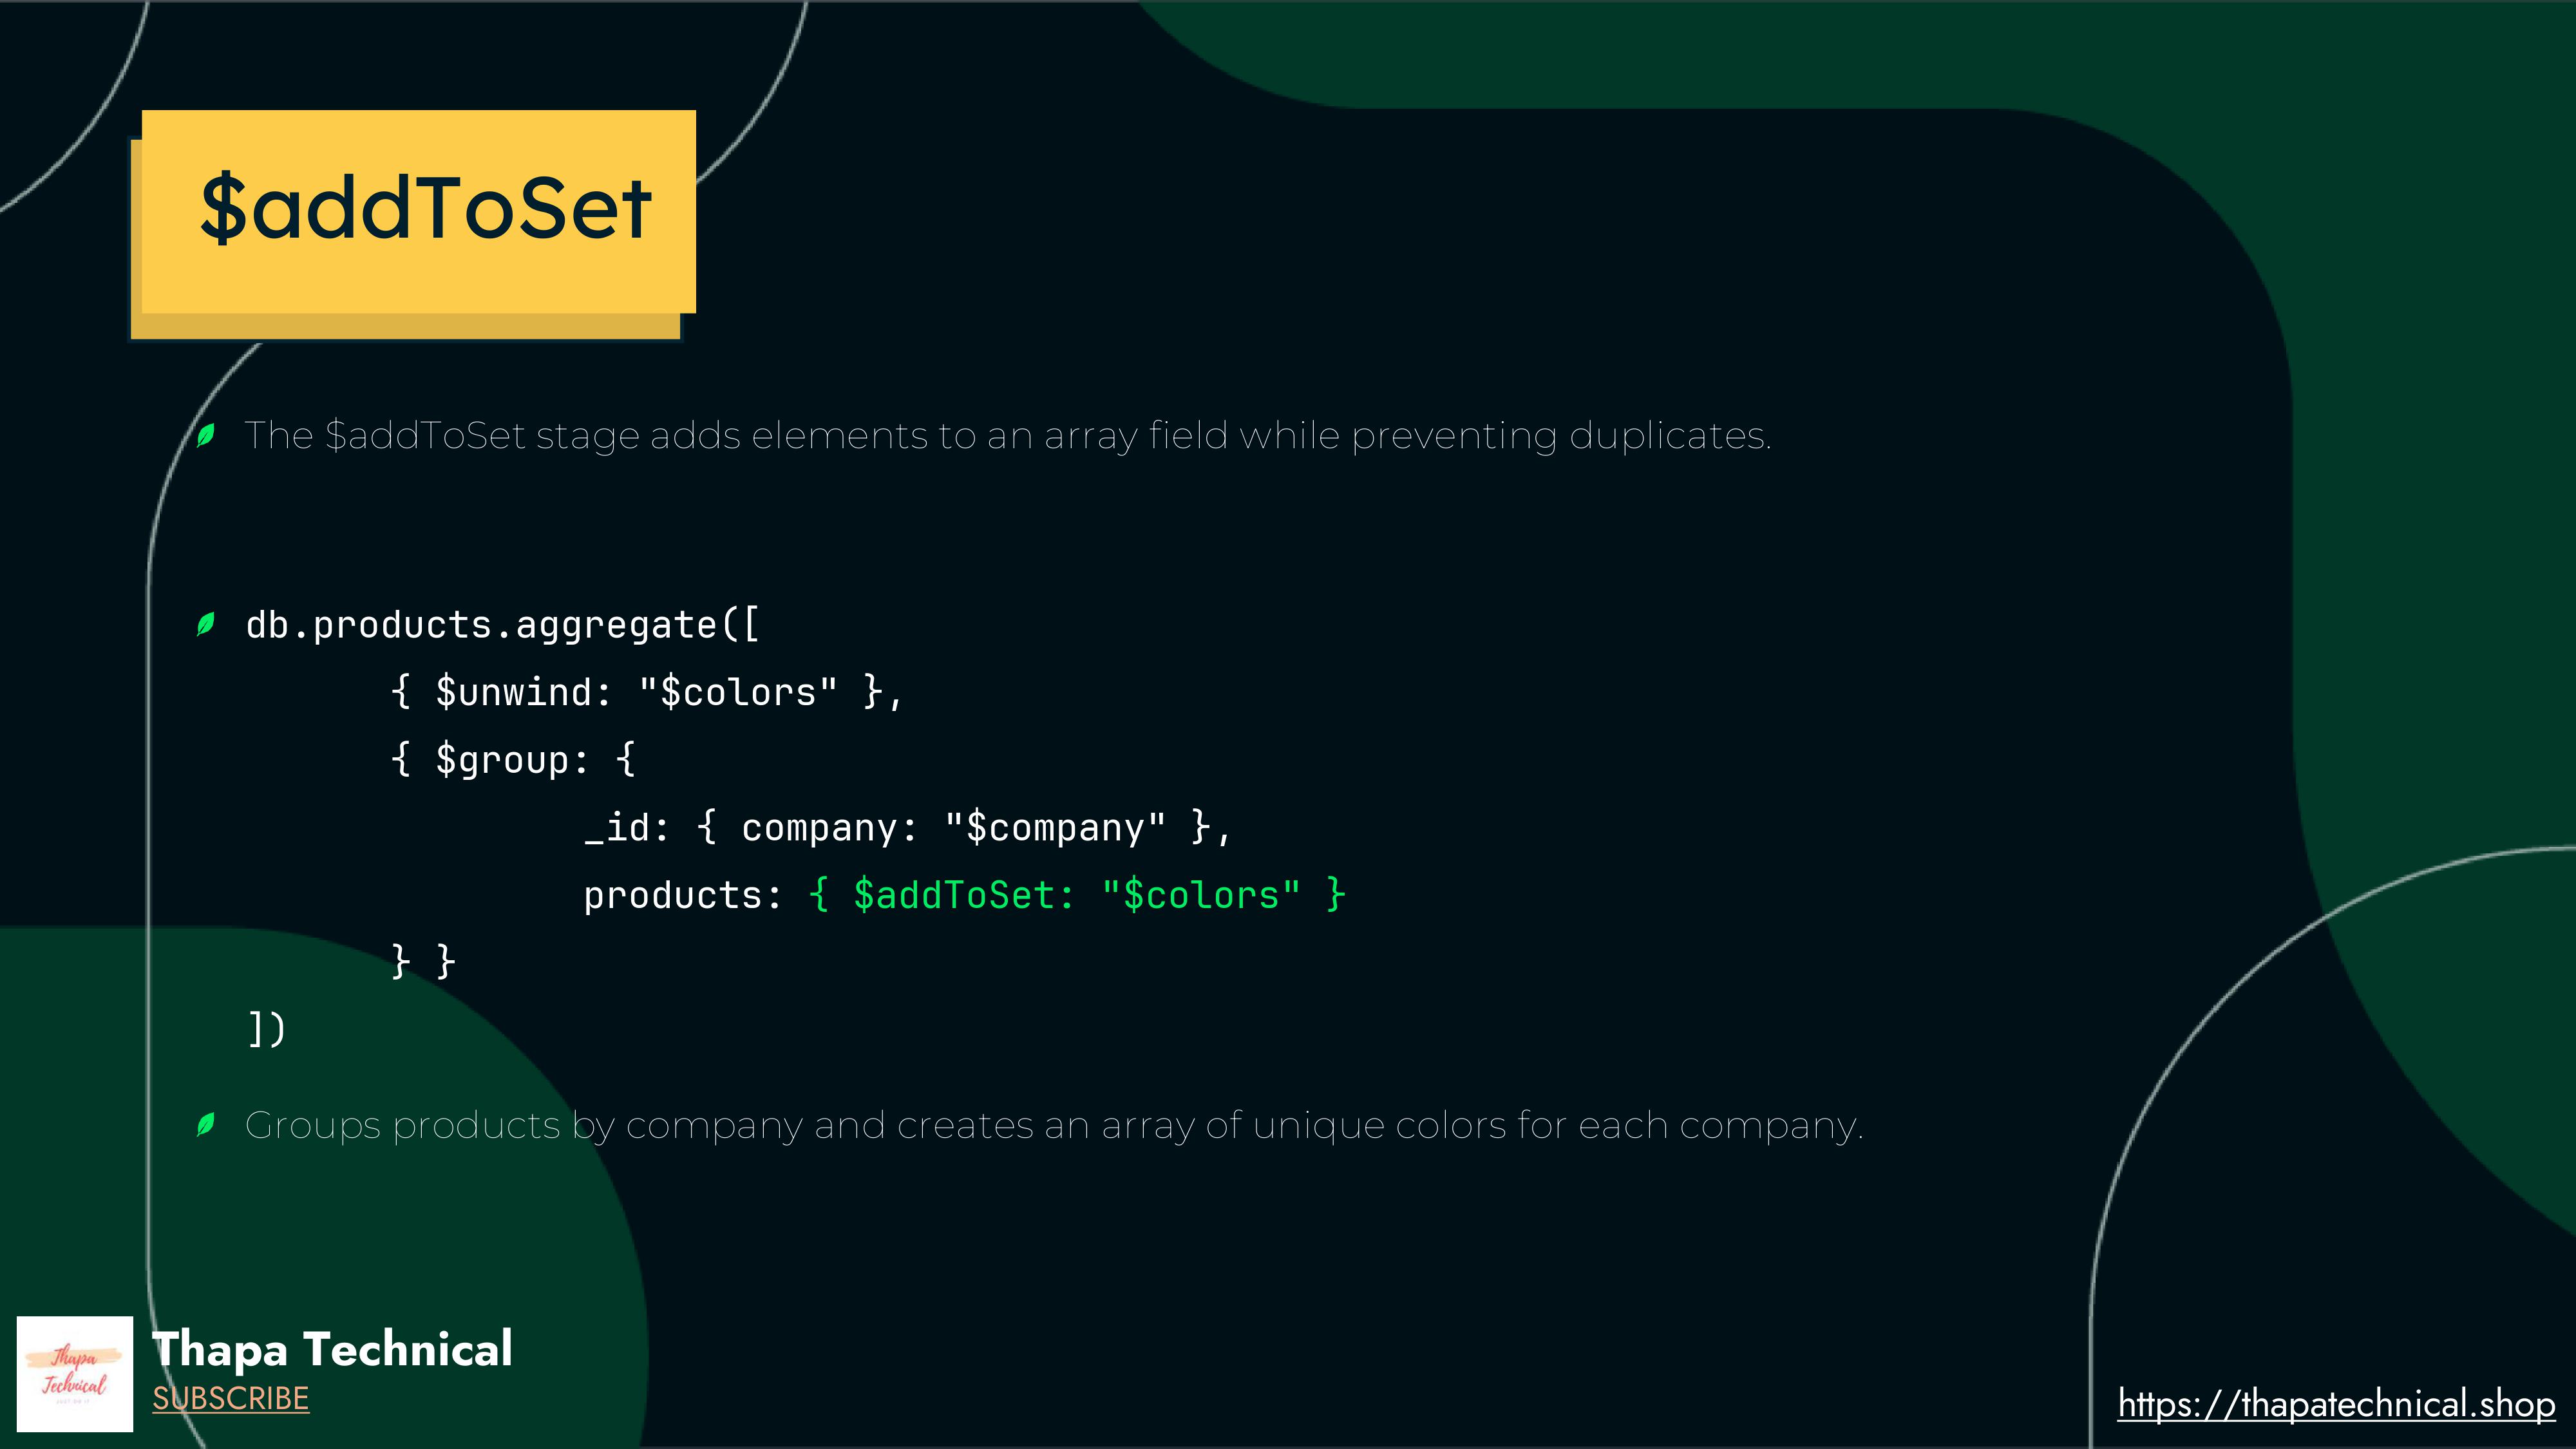 $addToSet
The $addToSet stage adds elements to an array field while preventing duplicates.
db.products.aggregate([
{ $unwind: "$colors" },
{ $group: {
_id: { company: "$company" },
products: { $addToSet: "$colors" }
} }
])
Groups products by company and creates an array of unique colors for each company.
Thapa
Technical
Thapa Technical
SUBSCRIBE
https://thapatechnical.shop